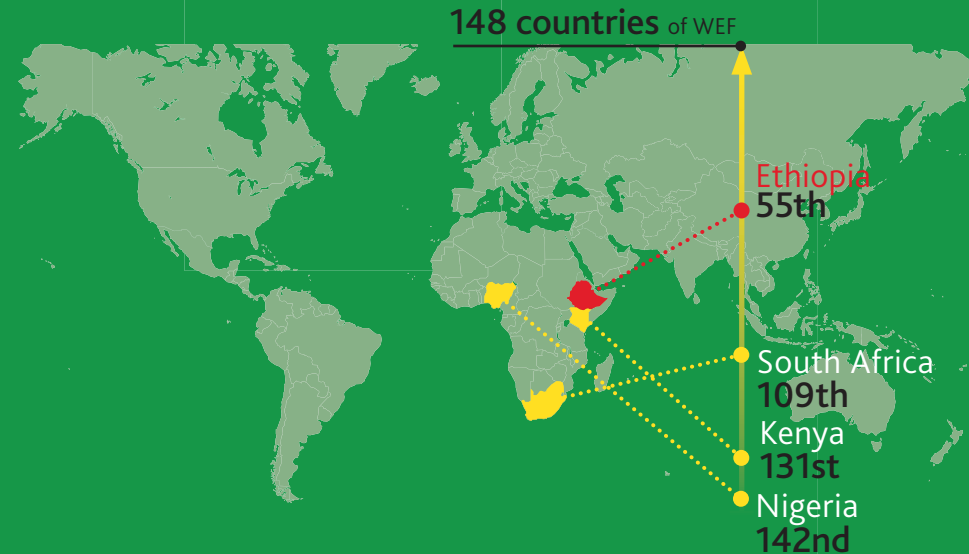 148 countries of WEF
Ethiopia
55th
South Africa
109th
Kenya
131st
Nigeria
142nd